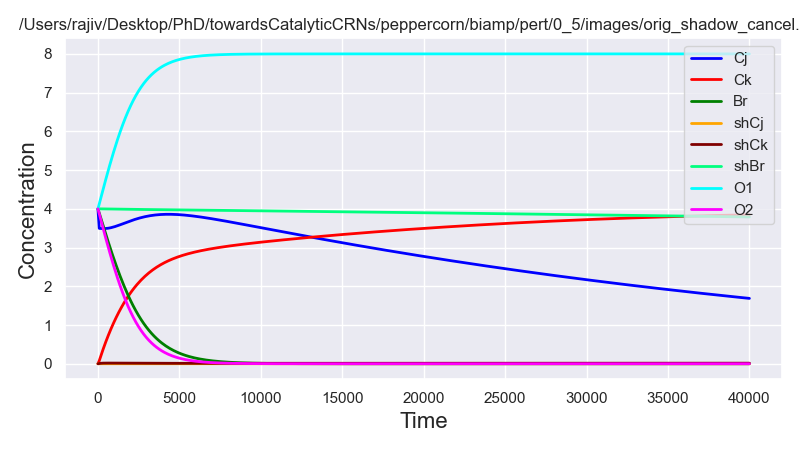 /Users/rajiv/Desktop/PhD/towardsCatalyticCRNs/peppercorn/biamp/pert/0_5/images/orig_shadow_cancel.
8
7
6
5
4
3
2
1
0
Concentration
Cj
Ck
Br
shCj
shCk
shBr
O1
O2
0 5000 10000 15000 20000 25000 30000 35000 40000
Time